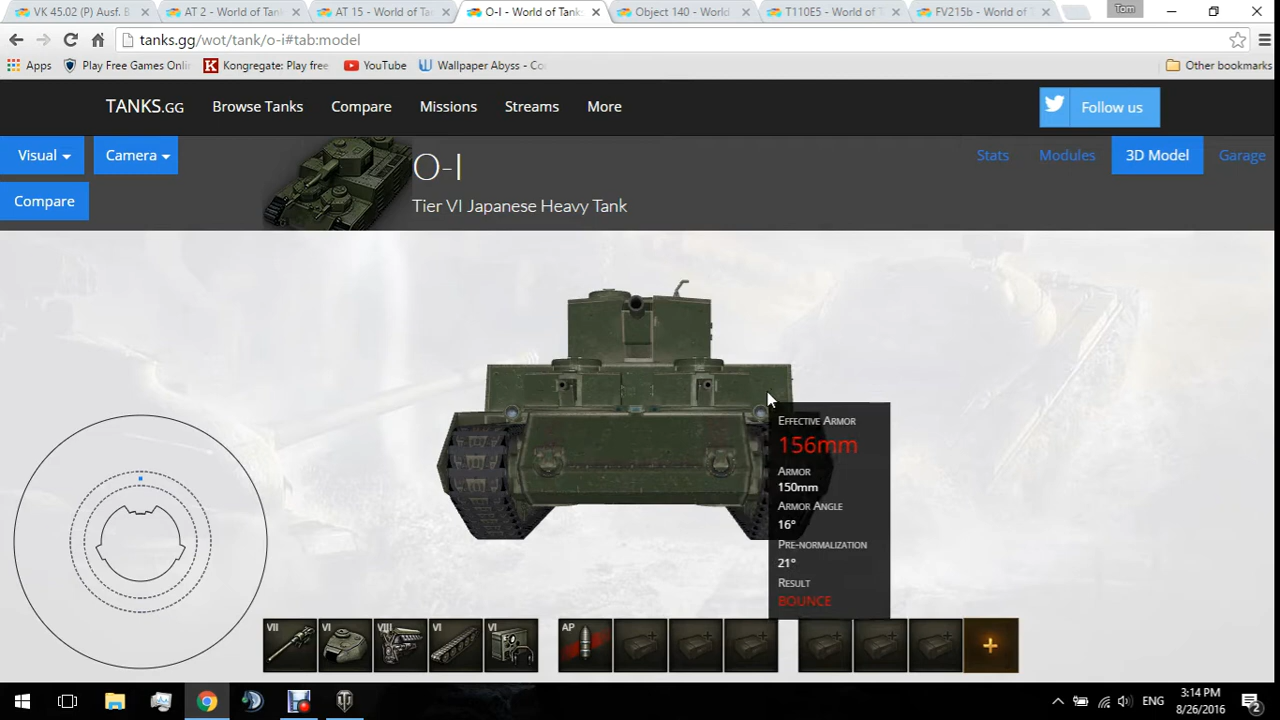 VK 45.02 (P) Ausf. B
AT 2 - World of Tank
AT 15 - World of Tan
O-I - World of Tanks
Object 140 - World
T110E5 - World of T
FV215b - World of T
Tom
tanks.gg/wot/tank/o-i#tab:model
Apps
Play Free Games Onli
Kongregate: Play free
YouTube
Wallpaper Abyss - Co
Other bookmarks
TANKS.GG
Browse Tanks
Compare
Missions
Streams
More
Follow us
Visual
Camera
O-I
Stats
Modules
3D Model
Garage
Compare
Tier VI Japanese Heavy Tank
EFFECTIVE ARMOR
156mm
ARMOR
150mm
ARMOR ANGLE
16°
PRE-NORMALIZATION
21°
RESULT
BOUNCE
VII
VI
VIII
VI
VI
AP
ENG
3:14 PM
8/26/2016
2